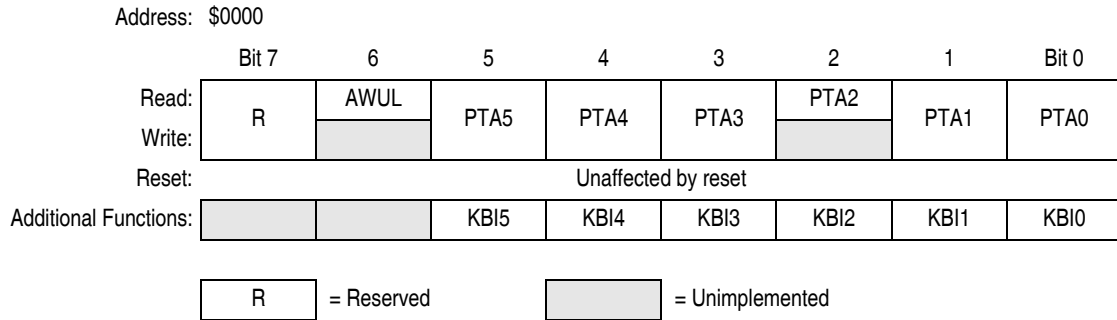 Address: $0000
Bit 7 6 5 4 3 2 1 Bit 0
Read: R AWUL PTA5 PTA4 PTA3 PTA2 PTA1 PTA0
Write:
Reset: Unaffected by reset
Additional Functions: KBI5 KBI4 KBI3 KBI2 KBI1 KBI0
R = Reserved = Unimplemented